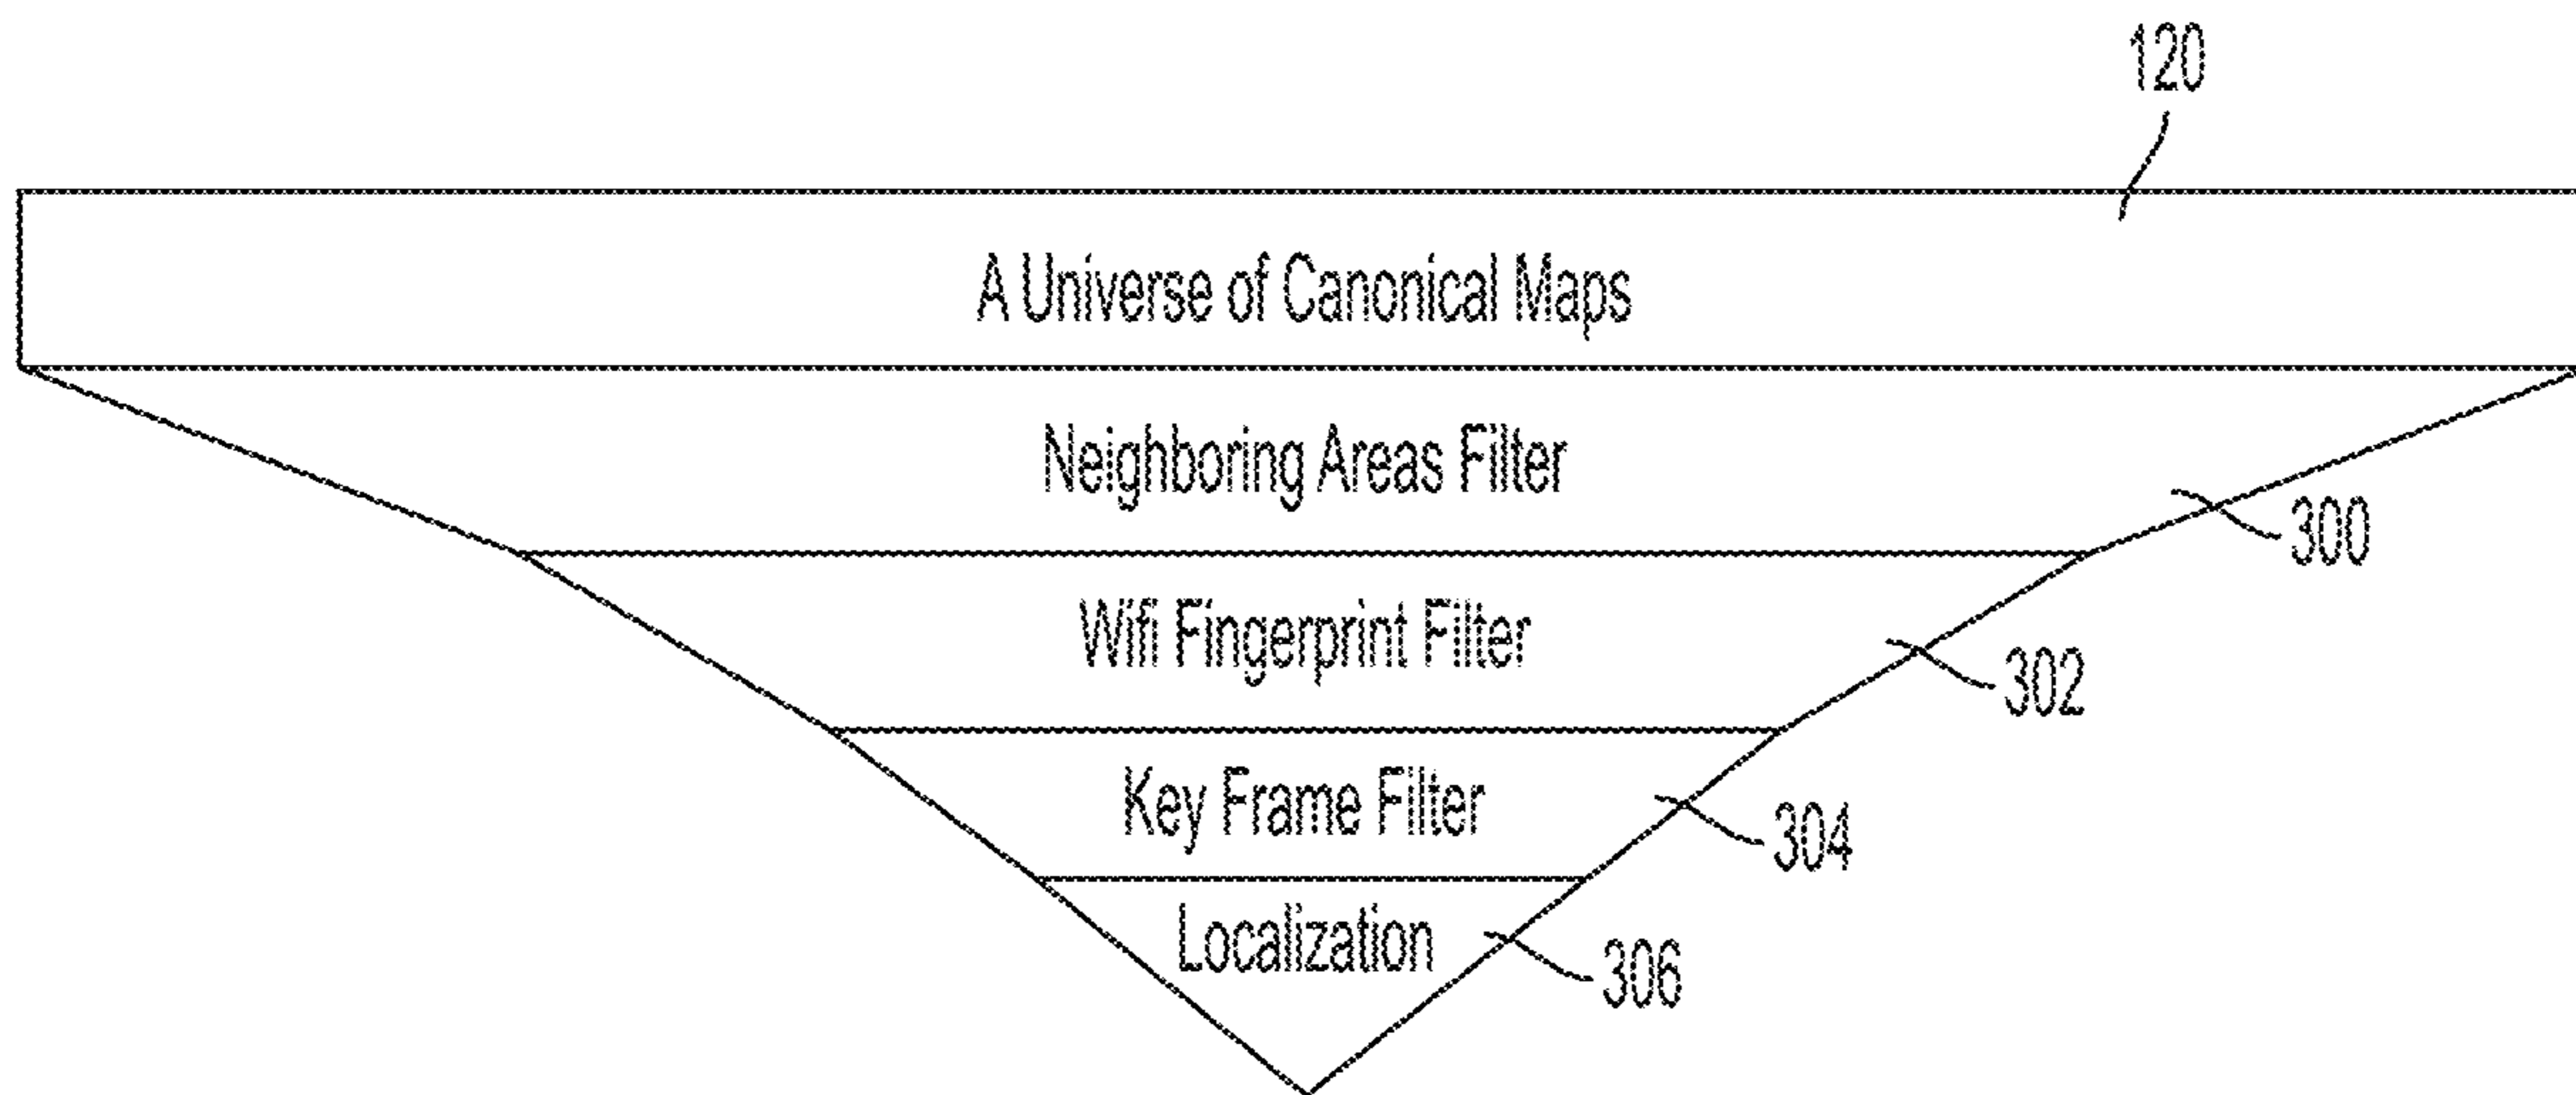 120
A Universe of Canonical Maps
Neighboring Areas Filter
300
Wifi Fingerprint Filter
302
Key Frame Filter
304
Localization
306